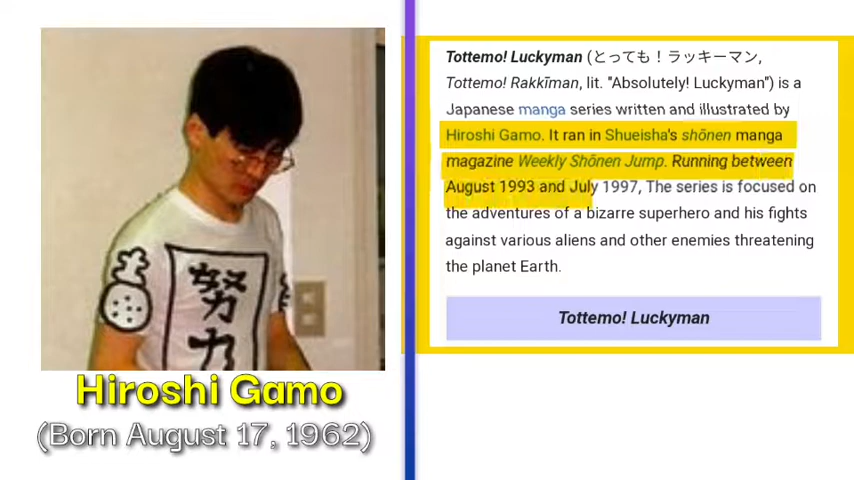 努
力
Hiroshi Gamo
(Born August 17, 1962)
Tottemo! Luckyman (とっても！ラッキーマン,
Tottemo! Rakkīman, lit. "Absolutely! Luckyman") is a
Japanese manga series written and illustrated by
Hiroshi Gamo. It ran in Shueisha's shōnen manga
magazine Weekly Shōnen Jump. Running between
August 1993 and July 1997, The series is focused on
the adventures of a bizarre superhero and his fights
against various aliens and other enemies threatening
the planet Earth.
Tottemo! Luckyman